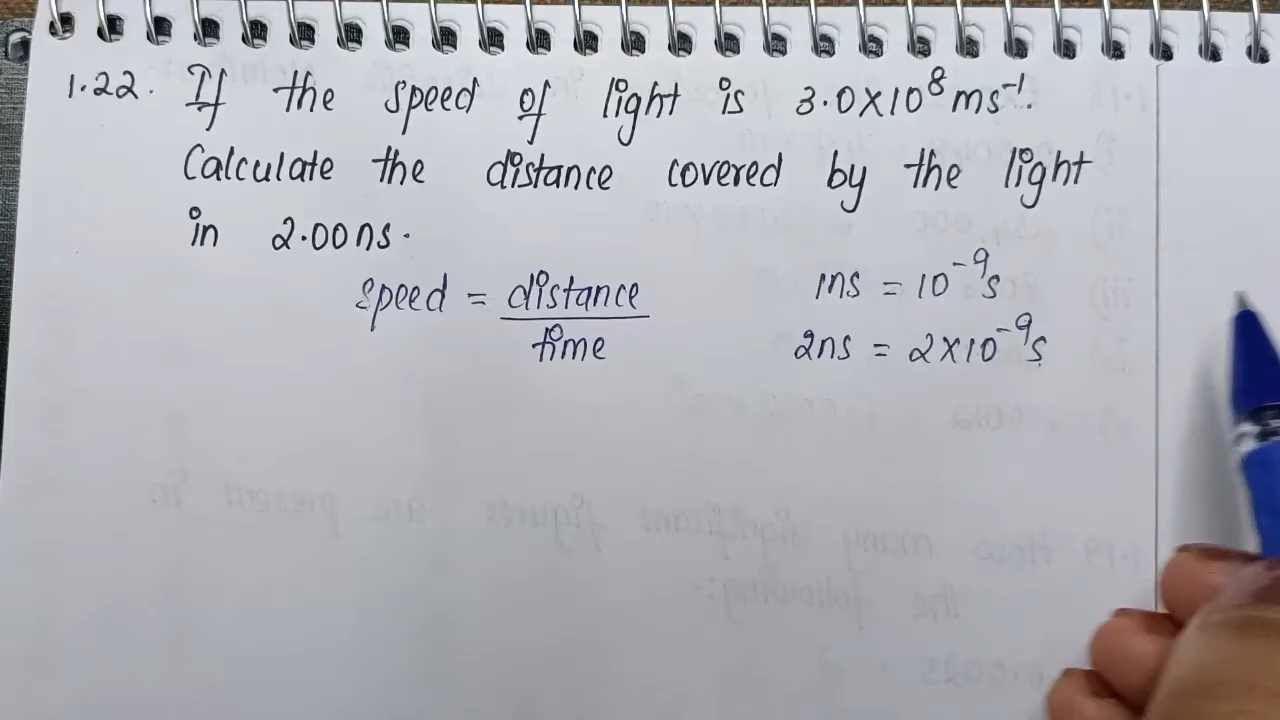 1.22. If the speed of light is 3.0×10⁸ ms⁻¹.
Calculate the distance covered by the light
in 2.00ns.
speed = distance / time
1ns = 10⁻⁹s
2ns = 2×10⁻⁹s